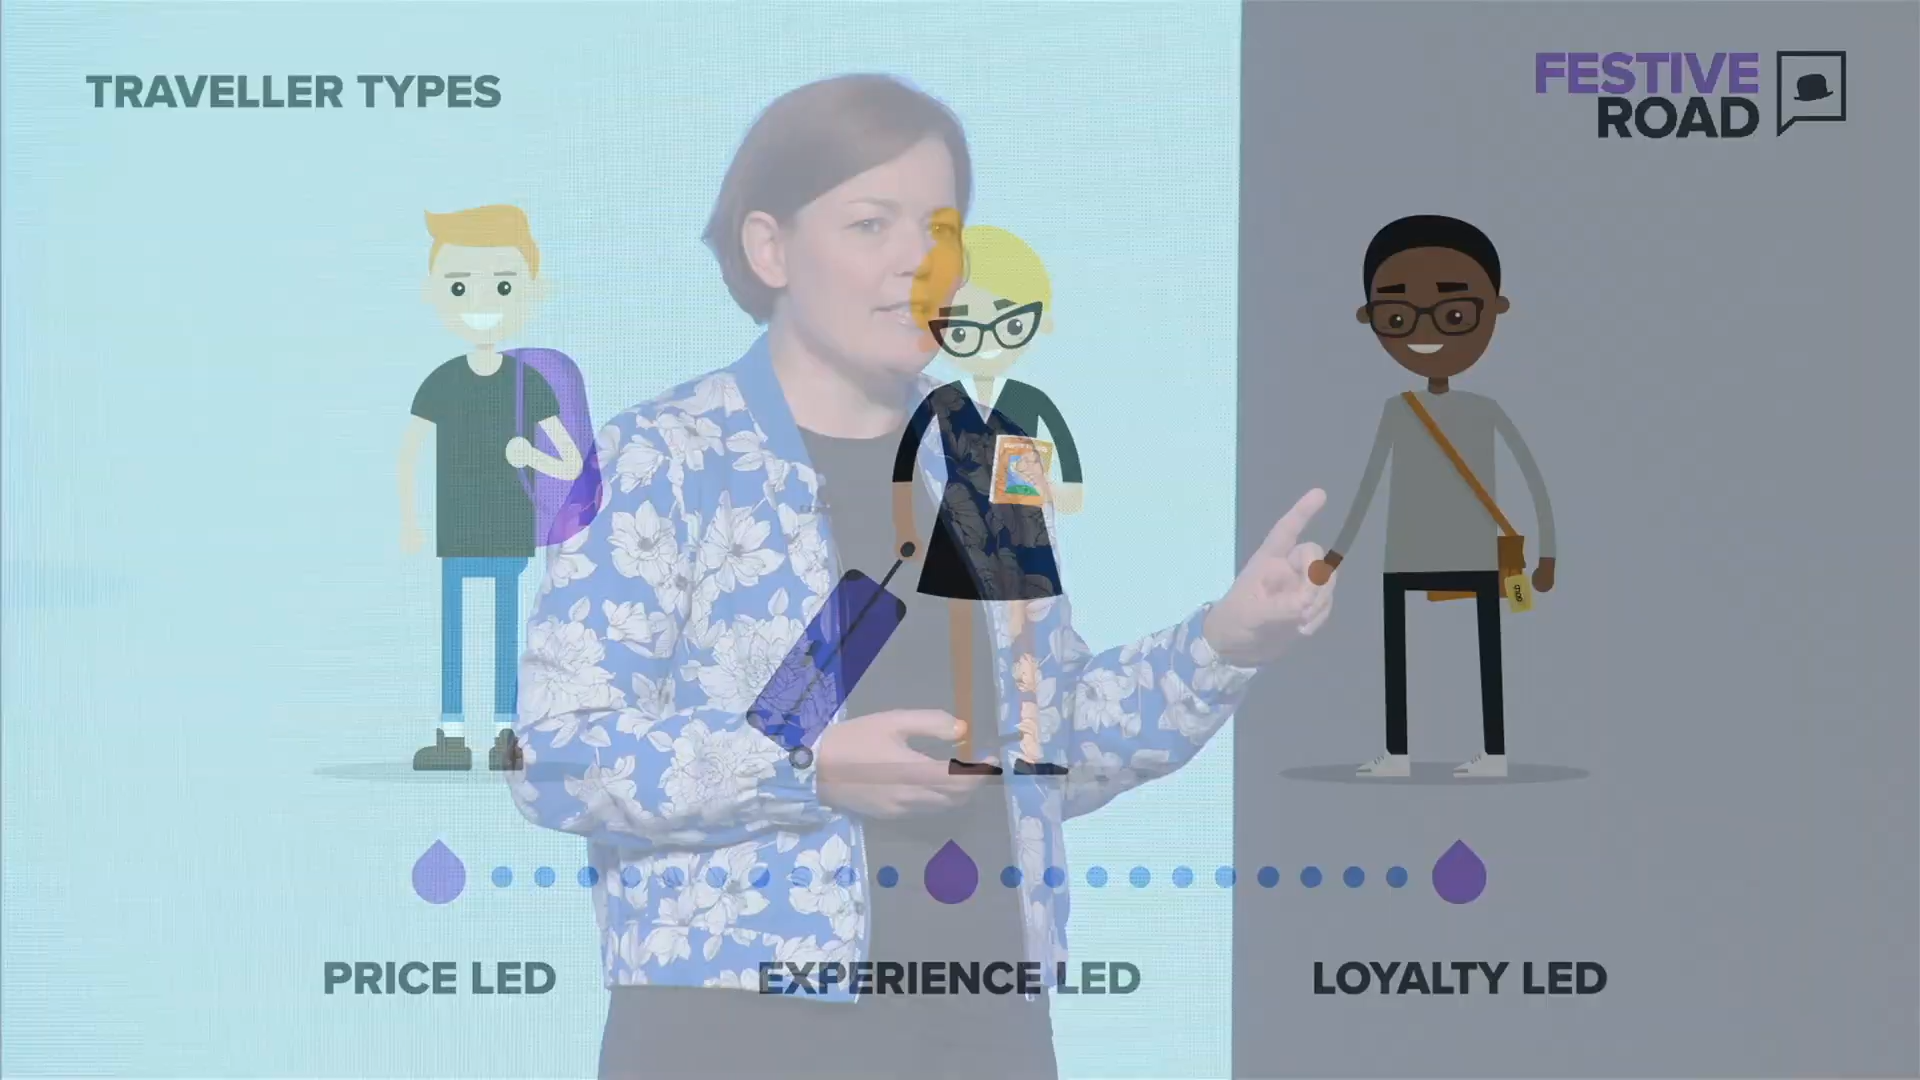 TRAVELLER TYPES
FESTIVE
ROAD
PRICE LED
EXPERIENCE LED
LOYALTY LED